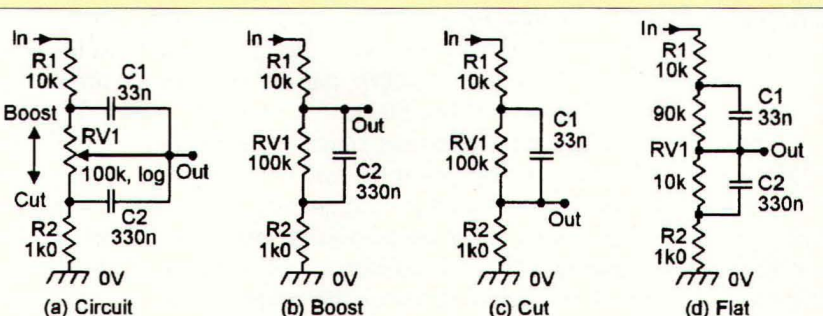 In
R1
10k
C1
33n
Boost
RV1
100k, log
Out
Cut
C2
330n
R2
1k0
0V
(a) Circuit
In
R1
10k
Out
RV1
100k
C2
330n
R2
1k0
0V
(b) Boost
In
R1
10k
C1
33n
RV1
100k
Out
R2
1k0
0V
(c) Cut
In
R1
10k
C1
33n
90k
RV1
Out
10k
C2
330n
R2
1k0
0V
(d) Flat